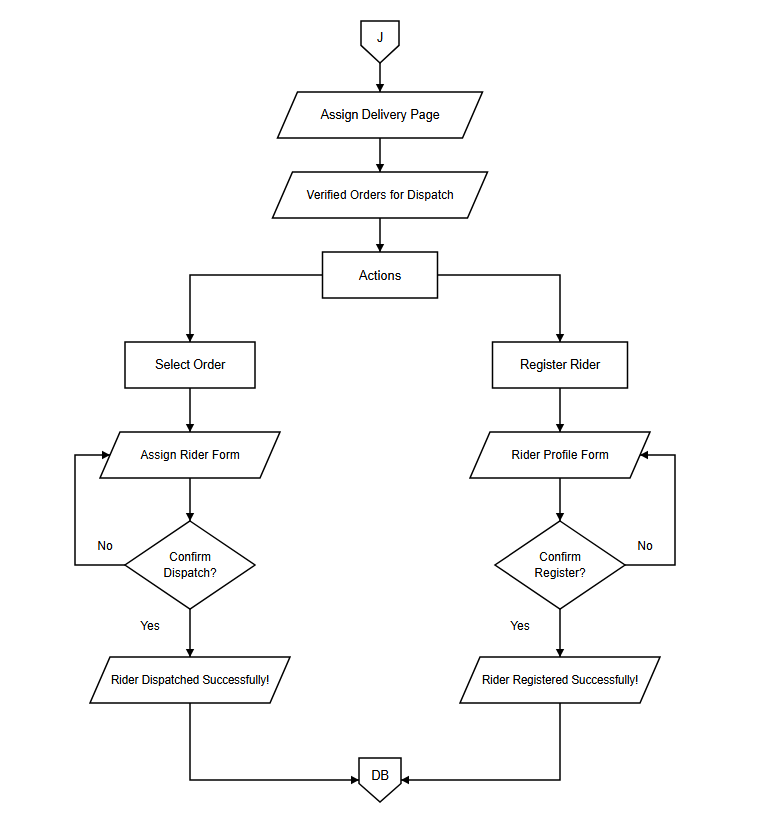 J
Assign Delivery Page
Verified Orders for Dispatch
Actions
Select Order
Register Rider
Assign Rider Form
Rider Profile Form
No
Confirm
Dispatch?
Confirm
Register?
No
Yes
Yes
Rider Dispatched Successfully!
Rider Registered Successfully!
DB